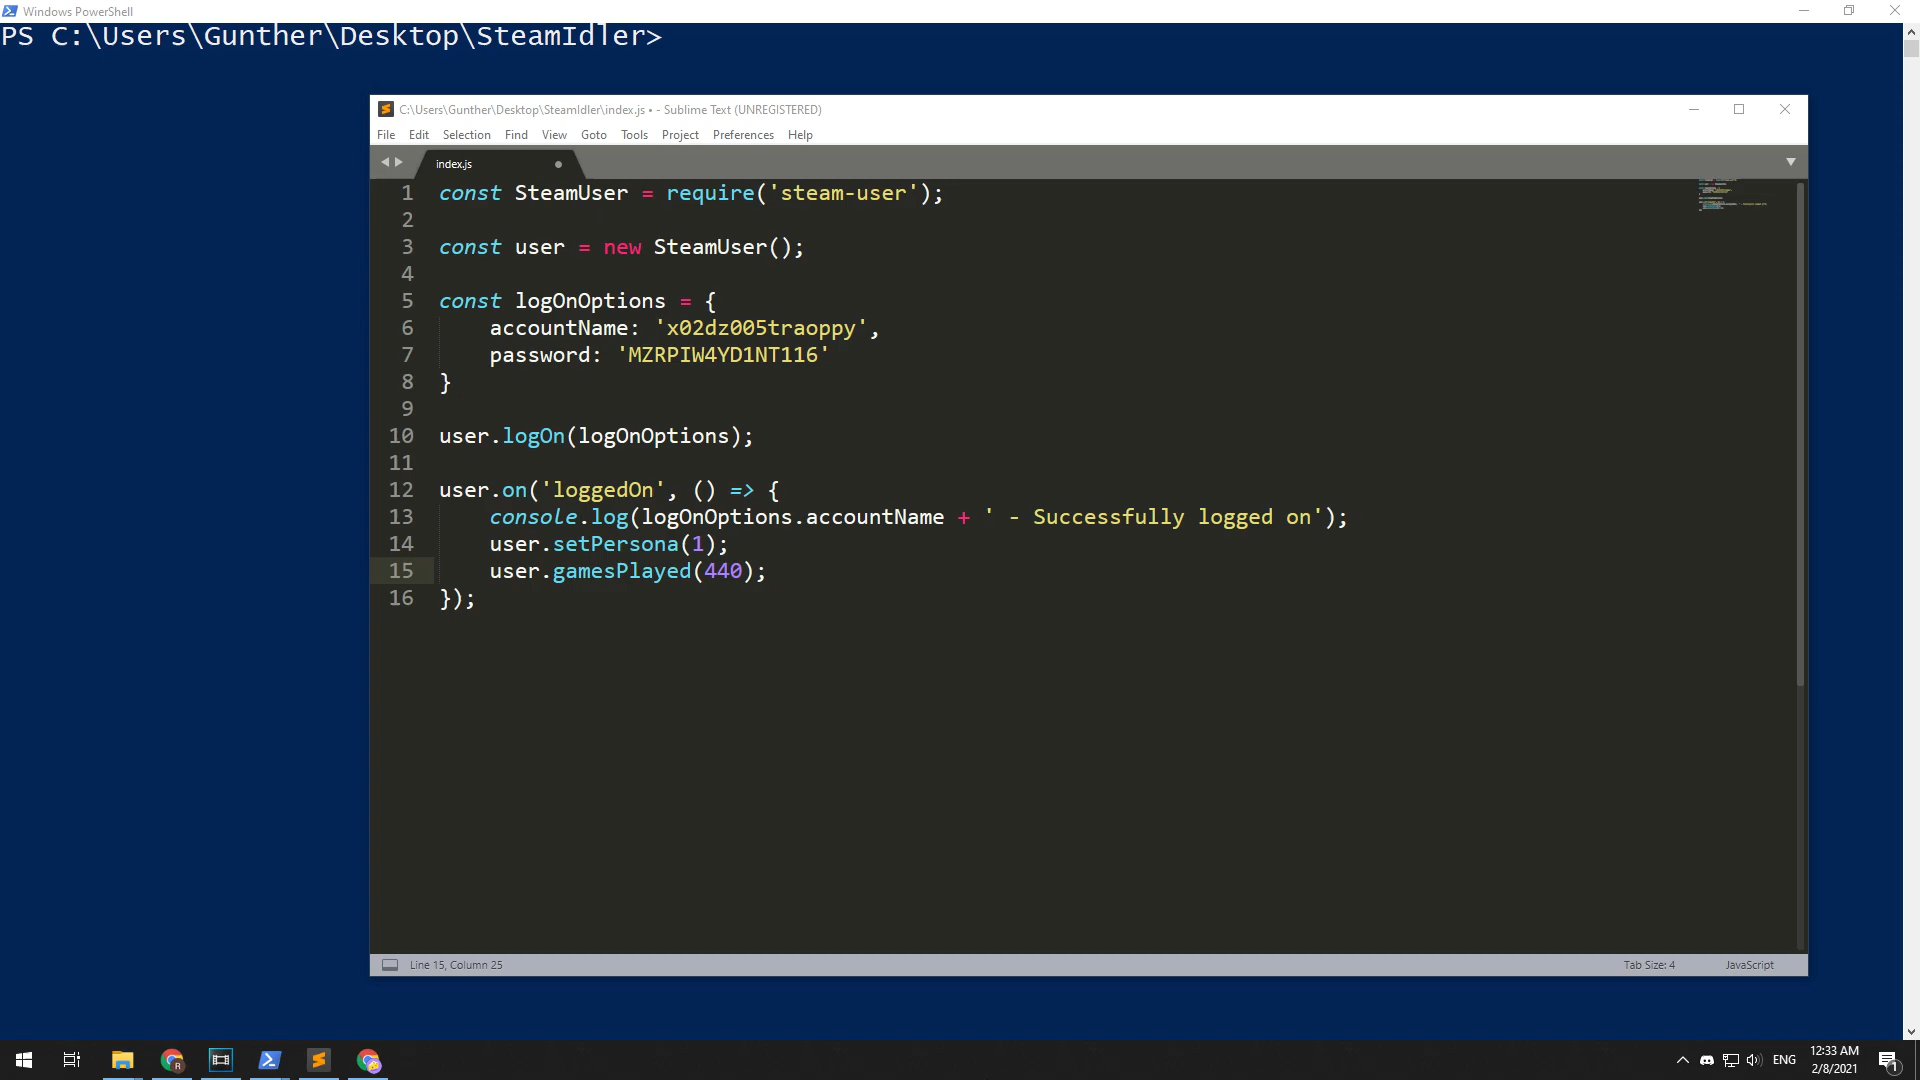 Windows PowerShell
PS C:\Users\Gunther\Desktop\SteamIdler>
C:\Users\Gunther\Desktop\SteamIdler\index.js • - Sublime Text (UNREGISTERED)
File Edit Selection Find View Goto Tools Project Preferences Help
index.js
1 const SteamUser = require('steam-user');
2
3 const user = new SteamUser();
4
5 const logOnOptions = {
6 accountName: 'x02dz005traoppy',
7 password: 'MZRPIW4YD1NT116'
8 }
9
10 user.logOn(logOnOptions);
11
12 user.on('loggedOn', () => {
13 console.log(logOnOptions.accountName + ' - Successfully logged on');
14 user.setPersona(1);
15 user.gamesPlayed(440);
16 });
Line 15, Column 25
Tab Size: 4
JavaScript
ENG
12:33 AM
2/8/2021
1